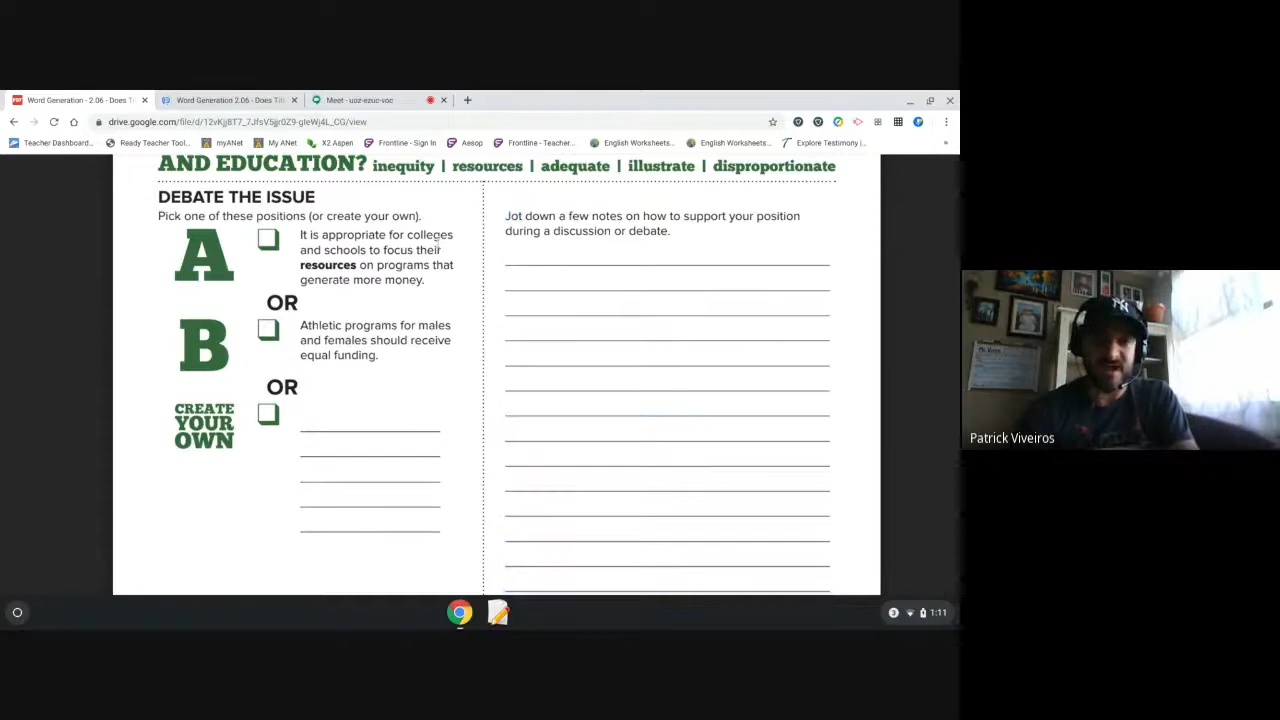 Word Generation - 2.06 - Does Ti
Word Generation 2.06 - Does Titl
Meet - uoz-ezuc-voc
drive.google.com/file/d/12vKjj8T7_7JfsV5jjr0Z9-gIeWj4L_CG/view
Teacher Dashboard...
Ready Teacher Tool...
myANet
My ANet
X2 Aspen
Frontline - Sign In
Aesop
Frontline - Teacher...
English Worksheets...
English Worksheets...
Explore Testimony |...
AND EDUCATION? inequity | resources | adequate | illustrate | disproportionate
DEBATE THE ISSUE
Pick one of these positions (or create your own).
A
It is appropriate for colleges
and schools to focus their
resources on programs that
generate more money.
OR
B
Athletic programs for males
and females should receive
equal funding.
OR
CREATE
YOUR
OWN
Jot down a few notes on how to support your position
during a discussion or debate.
Patrick Viveiros
3
1:11